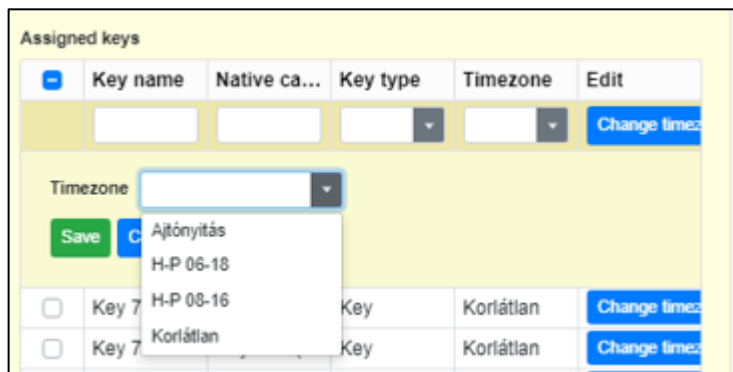 Assigned keys
Key name Native ca... Key type Timezone Edit
Change timez
Timezone
Save C
Ajtónyitás
H-P 06-18
H-P 08-16
Korlátlan
Key 7 Key Korlátlan Change timez
Key 7 Key Korlátlan Change timez